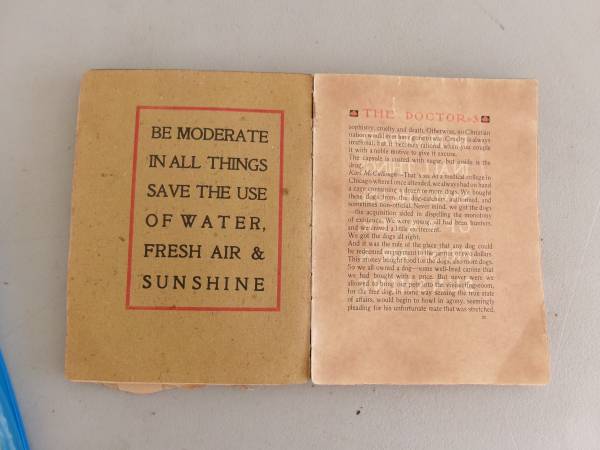 BE MODERATE
IN ALL THINGS
SAVE THE USE
OF WATER,
FRESH AIR &
SUNSHINE
THE DOCTORS
sophistry, cruelty and death. Otherwise, no Christian
nation would ever have gone to war. Cruelty is always
irrational, but it becomes rational when you couple
it with a noble motive to give it excuse.
The capsule is coated with sugar, but inside is the
drug.
Karl McCullough—That's so. At a medical college in
Chicago where I once attended, we always had on hand
a cage containing a dozen or more dogs. We bought
these dogs from the dog-catchers, authorized, and
sometimes non-official. Never mind, we got the dogs
—the acquisition aided in dispelling the monotony
of existence. We were young, all had been hunters,
and we craved a little excitement.
We got the dogs all right.
And it was the rule of the place that any dog could
be redeemed on payment to the janitor of two dollars.
This money bought food for the dogs, also more dogs.
So we all owned a dog—some well-bred canine that
we had bought with a price. But never were we
allowed to bring our pets into the vivisecting-room,
for the free dog, in some way sensing the true state
of affairs, would begin to howl in agony, seemingly
pleading for his unfortunate mate that was stretched,